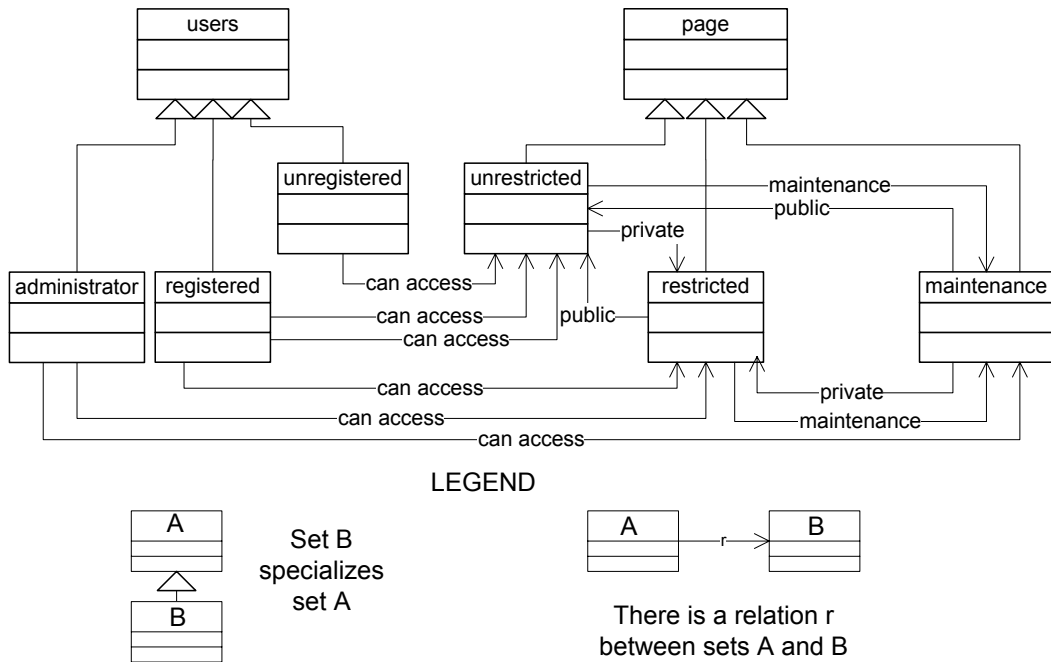 users
page
unregistered
unrestricted
maintenance
public
private
administrator
registered
restricted
maintenance
can access
can access
public
can access
can access
private
can access
maintenance
can access
LEGEND
A
Set B
specializes
set A
B
A
r
B
There is a relation r
between sets A and B